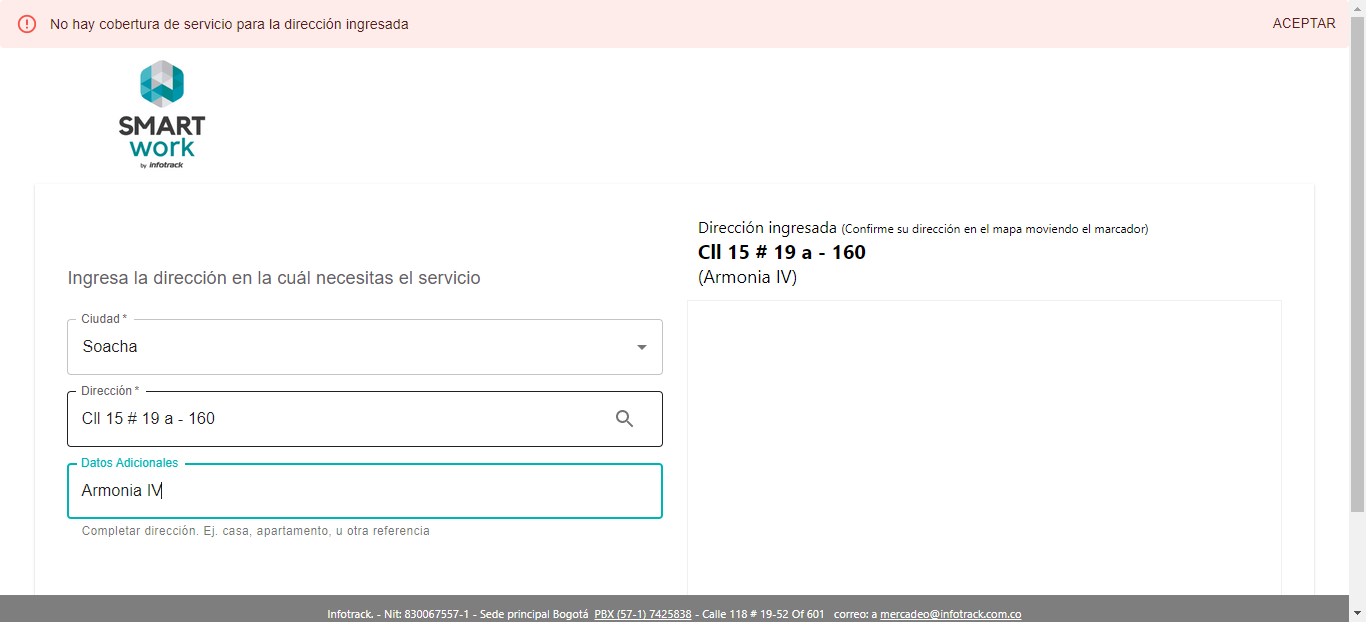 No hay cobertura de servicio para la dirección ingresada
ACEPTAR
SMART
work
by infotrack
Dirección ingresada (Confirme su dirección en el mapa moviendo el marcador)
Cll 15 # 19 a - 160
(Armonia IV)
Ingresa la dirección en la cuál necesitas el servicio
Ciudad *
Soacha
Dirección *
Cll 15 # 19 a - 160
Datos Adicionales
Armonia IV
Completar dirección. Ej. casa, apartamento, u otra referencia
Infotrack. - Nit: 830067557-1 - Sede principal Bogotá PBX (57-1) 7425838 - Calle 118 # 19-52 Of 601 correo: a mercadeo@infotrack.com.co